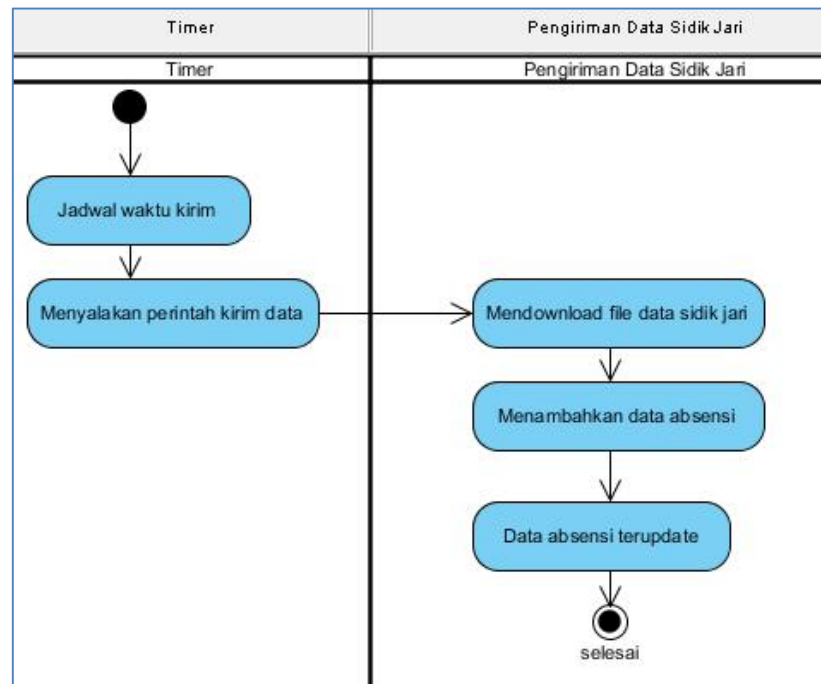 Timer
Pengiriman Data Sidik Jari
Timer
Pengiriman Data Sidik Jari
Jadwal waktu kirim
Menyalakan perintah kirim data
Mendownload file data sidik jari
Menambahkan data absensi
Data absensi terupdate
selesai